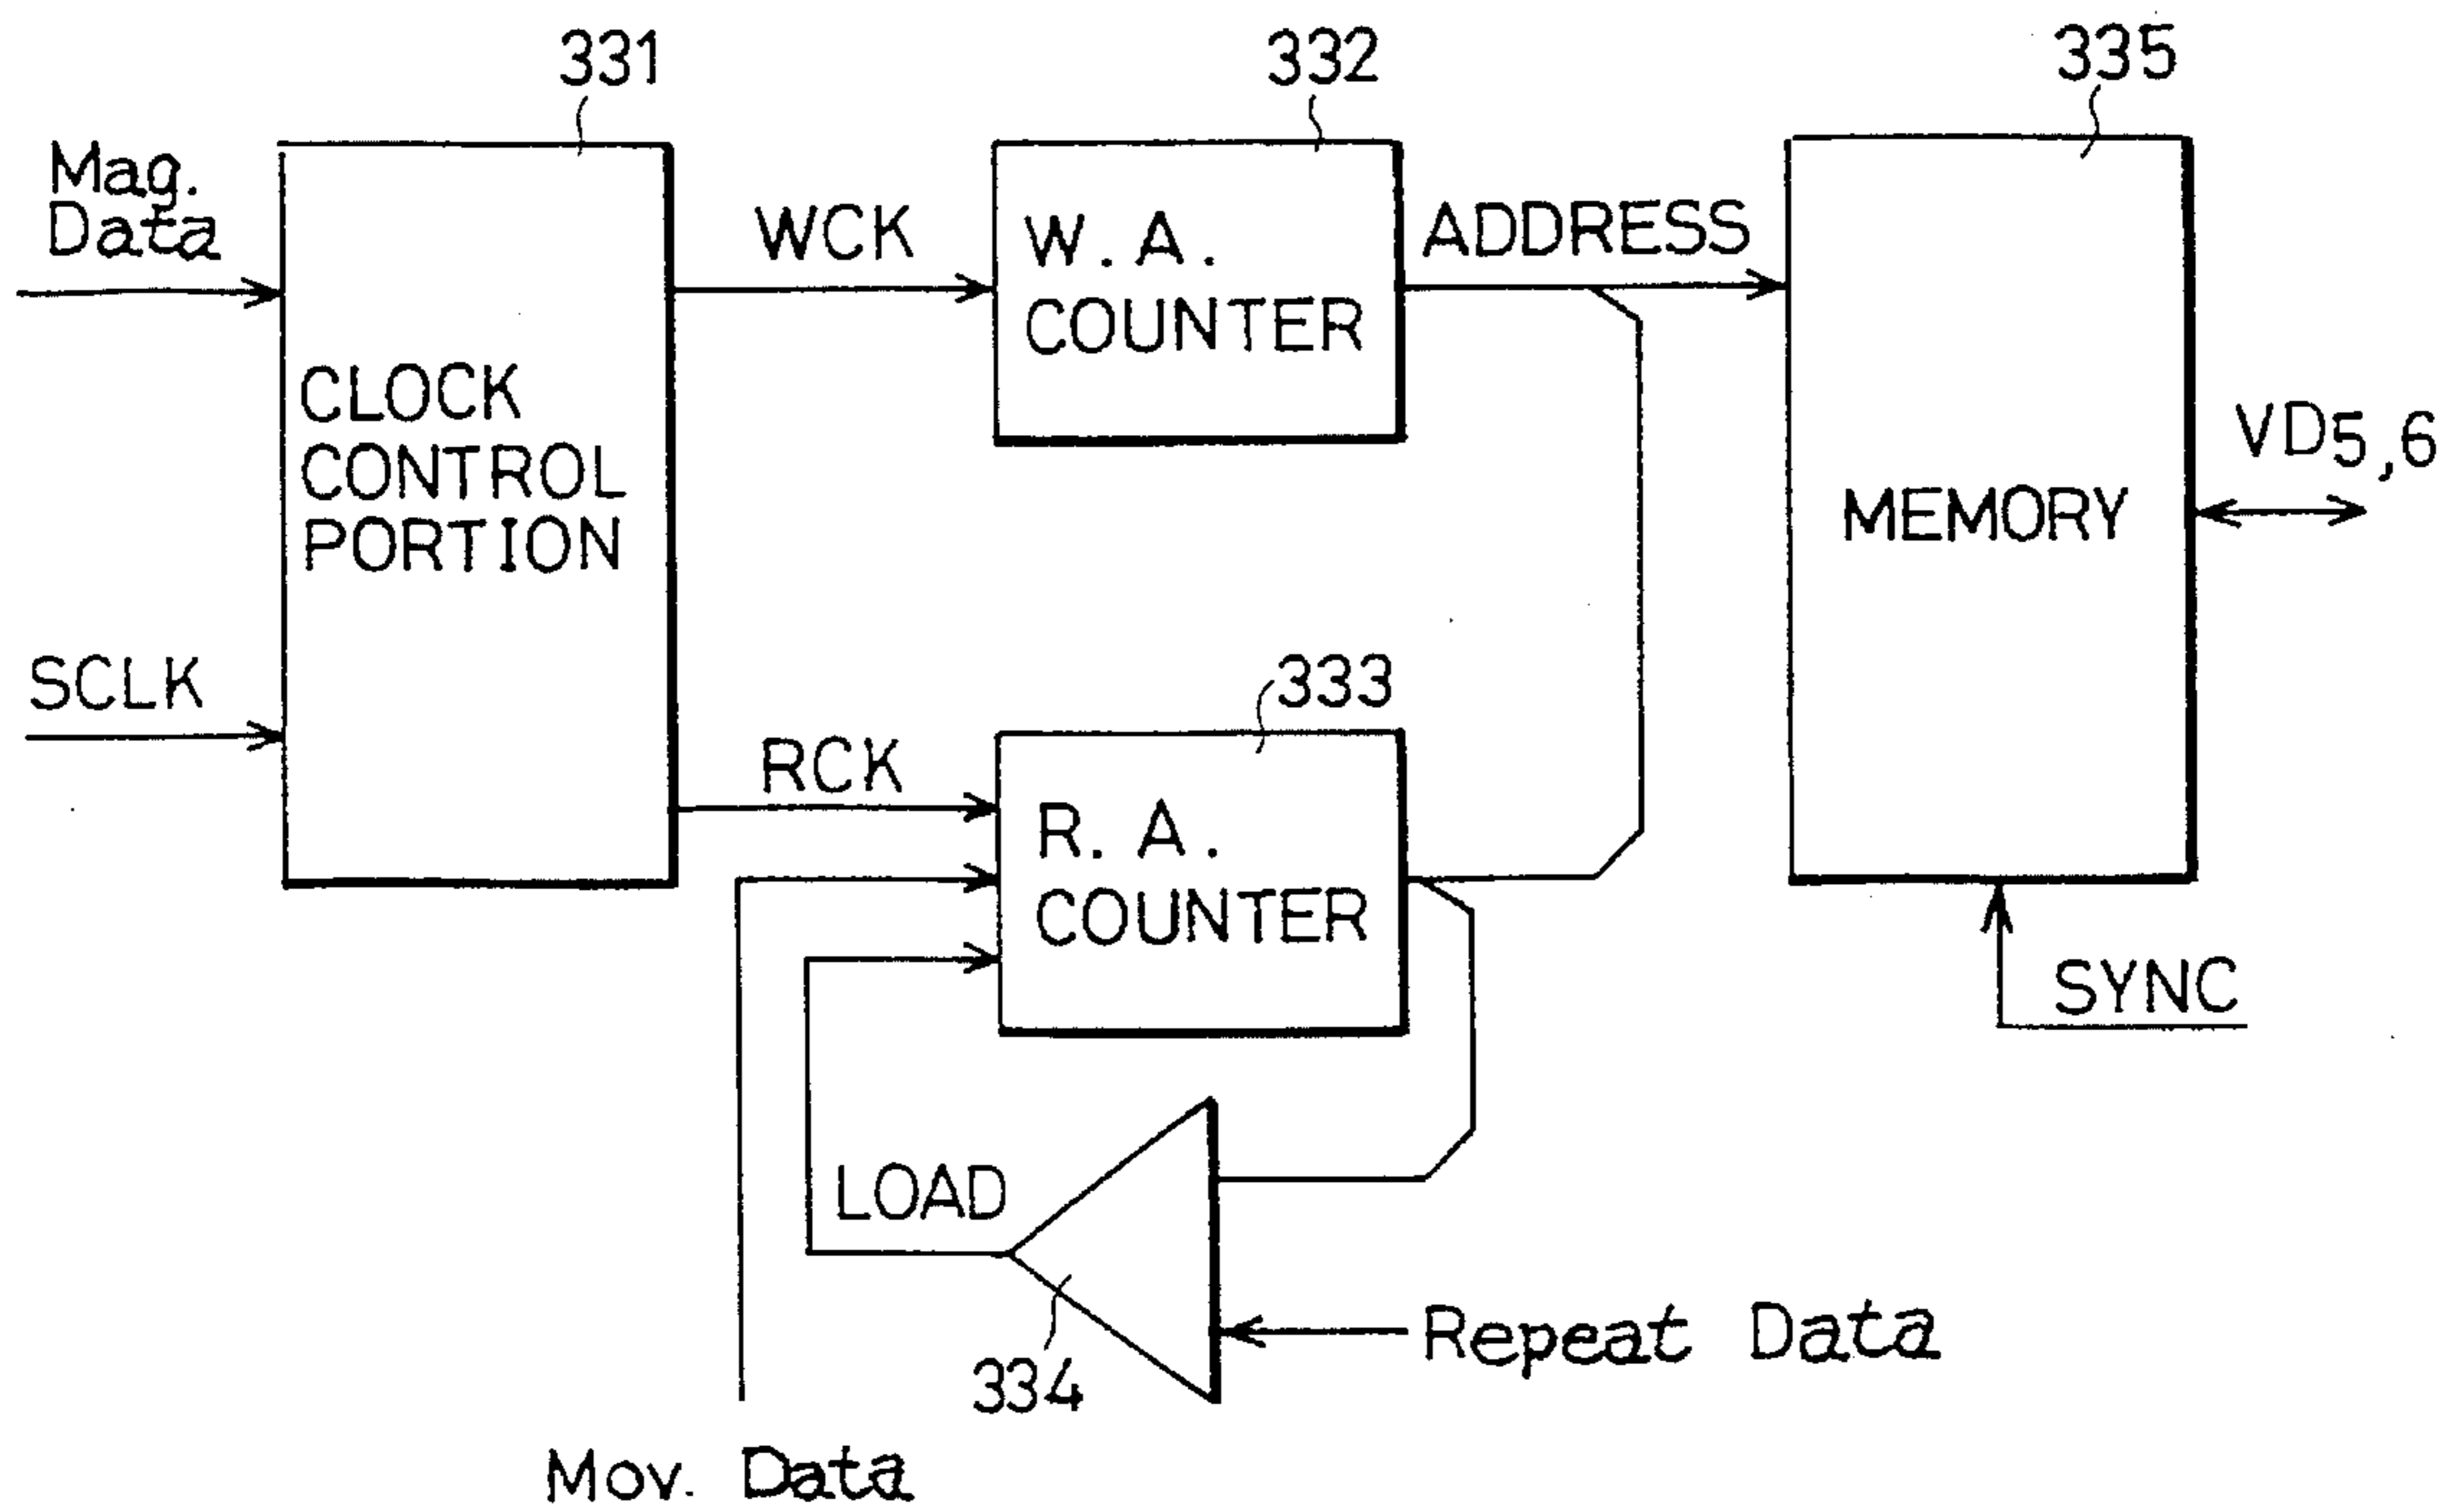 331
332
335
Mag.
Data
WCK
W. A.
COUNTER
ADDRESS
CLOCK
CONTROL
PORTION
VD5,6
MEMORY
SCLK
333
RCK
R. A.
COUNTER
SYNC
LOAD
Repeat Data
334
Mov. Data